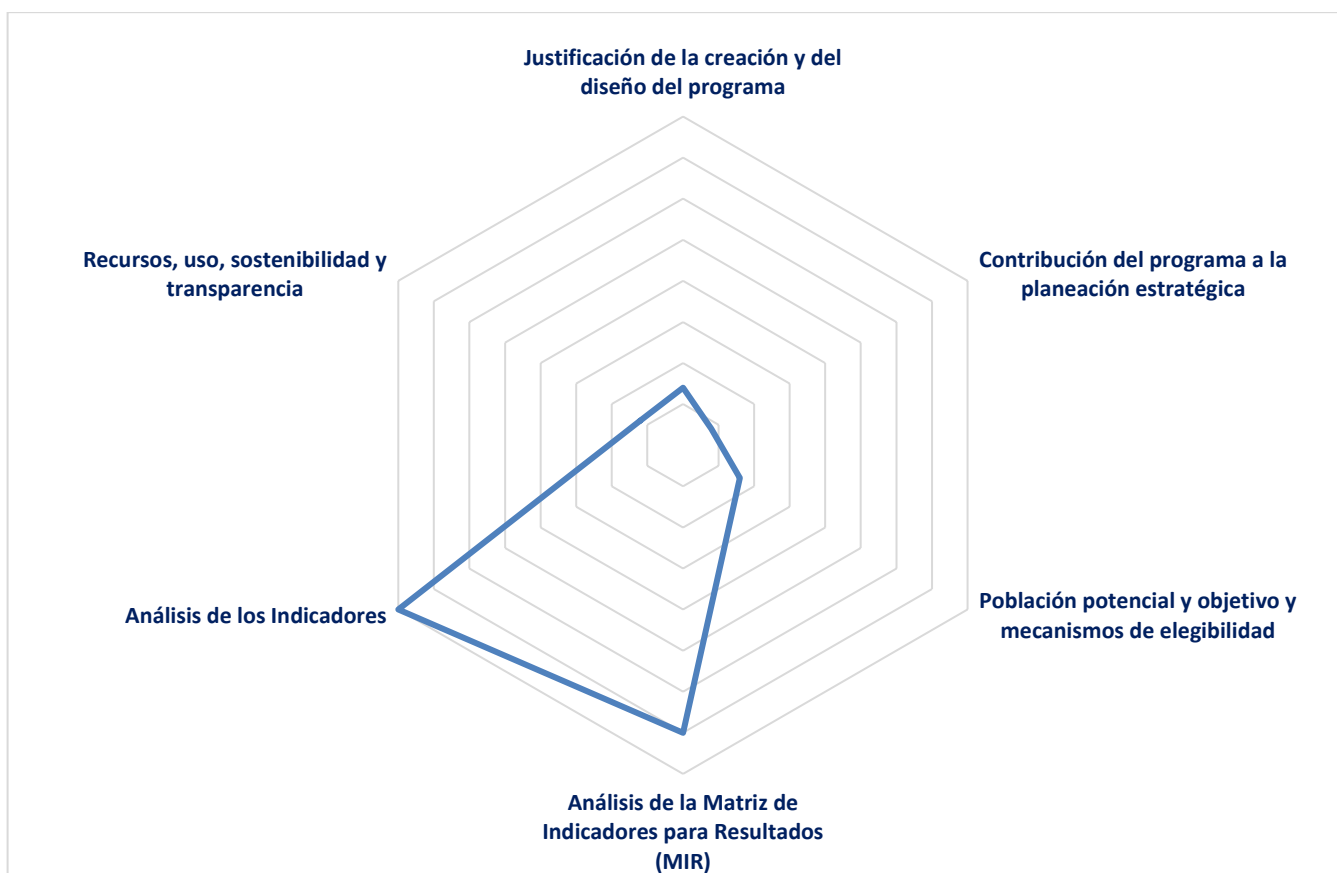 Justificación de la creación y del
diseño del programa
Contribución del programa a la
planeación estratégica
Población potencial y objetivo y
mecanismos de elegibilidad
Análisis de la Matriz de
Indicadores para Resultados
(MIR)
Análisis de los Indicadores
Recursos, uso, sostenibilidad y
transparencia